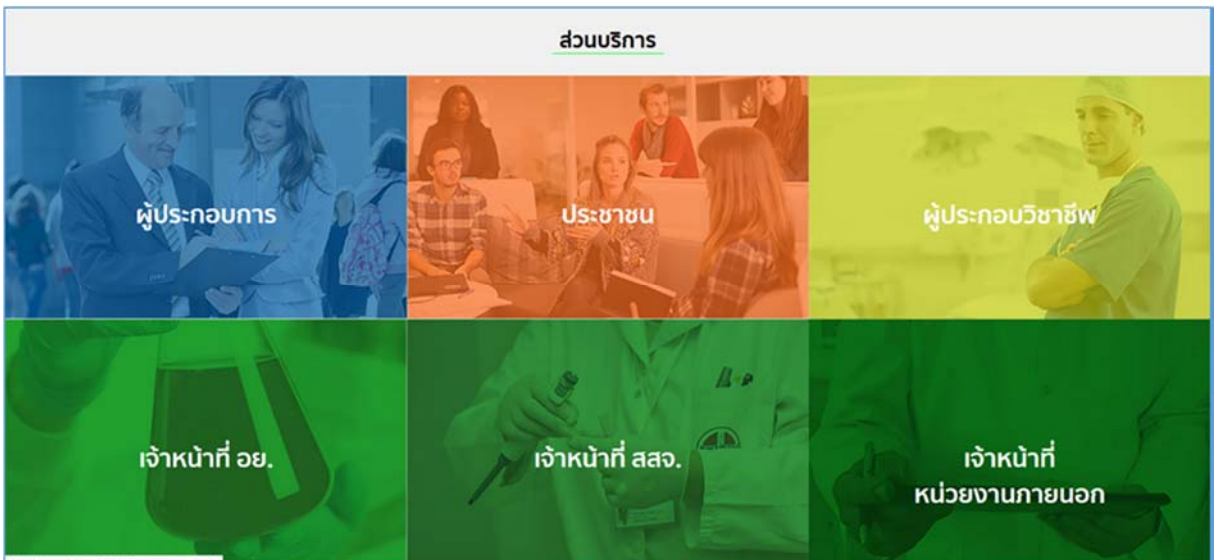 ส่วนบริการ
ผู้ประกอบการ
ประชาชน
ผู้ประกอบวิชาชีพ
เจ้าหน้าที่ อย.
เจ้าหน้าที่ สสจ.
เจ้าหน้าที่
หน่วยงานภายนอก